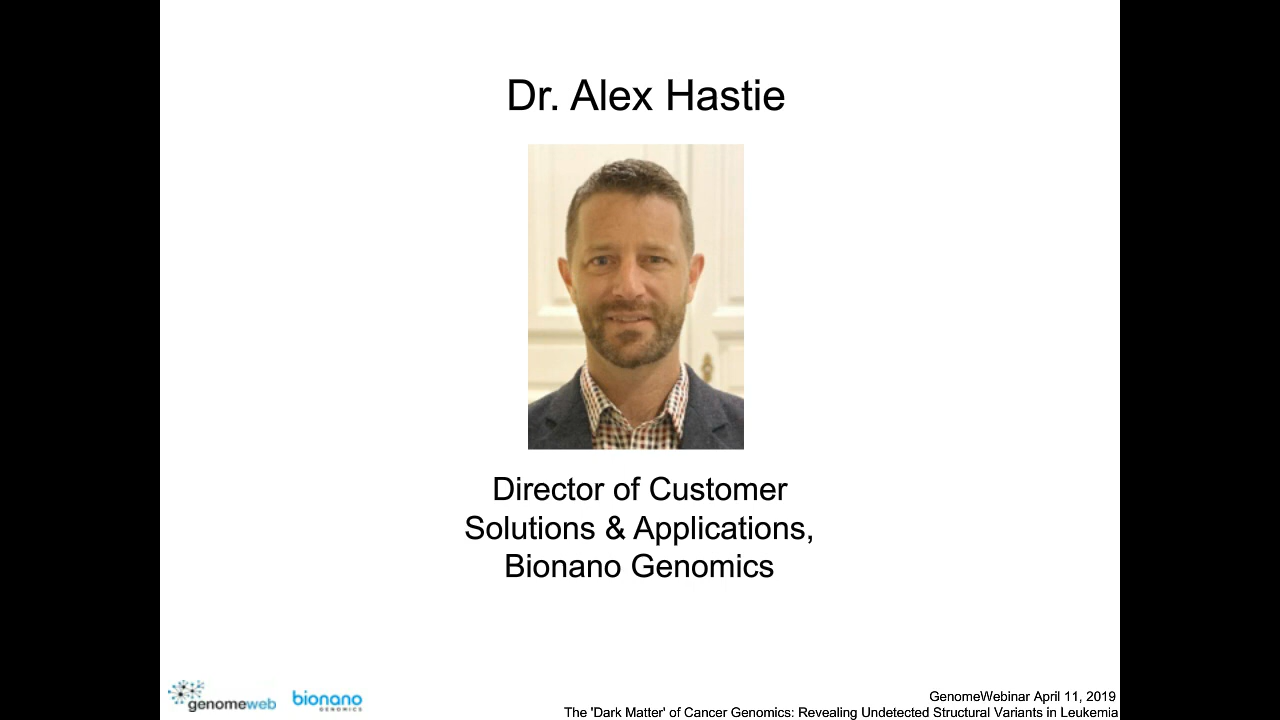 Dr. Alex Hastie
Director of Customer
Solutions & Applications,
Bionano Genomics
genomeweb
bionano
GENOMICS
GenomeWebinar April 11, 2019
The 'Dark Matter' of Cancer Genomics: Revealing Undetected Structural Variants in Leukemia